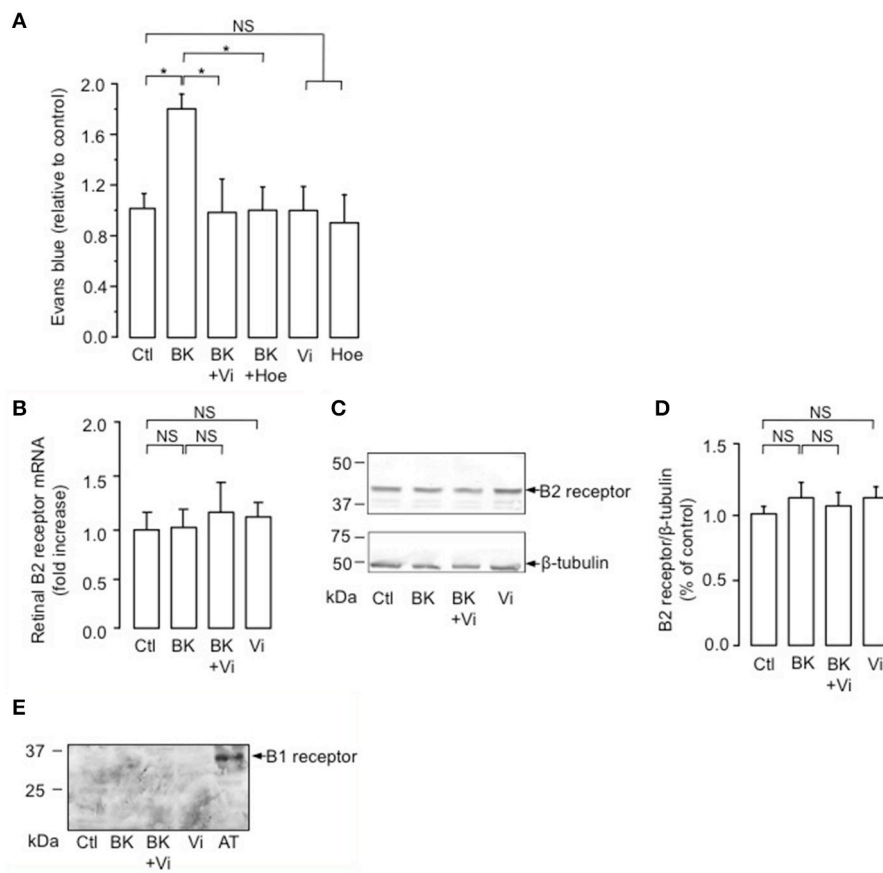 A
NS
*
* *
Evans blue (relative to control)
2.0
1.6
1.2
0.8
0.4
0.0
Ctl BK BK BK Vi Hoe
+Vi +Hoe
B
Retinal B2 receptor mRNA
(fold increase)
NS
NS NS
2.0
1.5
1.0
0.5
0.0
Ctl BK BK Vi
+Vi
C
50
37
B2 receptor
75
50
β-tubulin
kDa Ctl BK BK Vi
+Vi
D
B2 receptor/β-tubulin
(% of control)
NS
NS NS
1.5
1.0
0.5
0.0
Ctl BK BK Vi
+Vi
E
37
25
B1 receptor
kDa Ctl BK BK Vi AT
+Vi